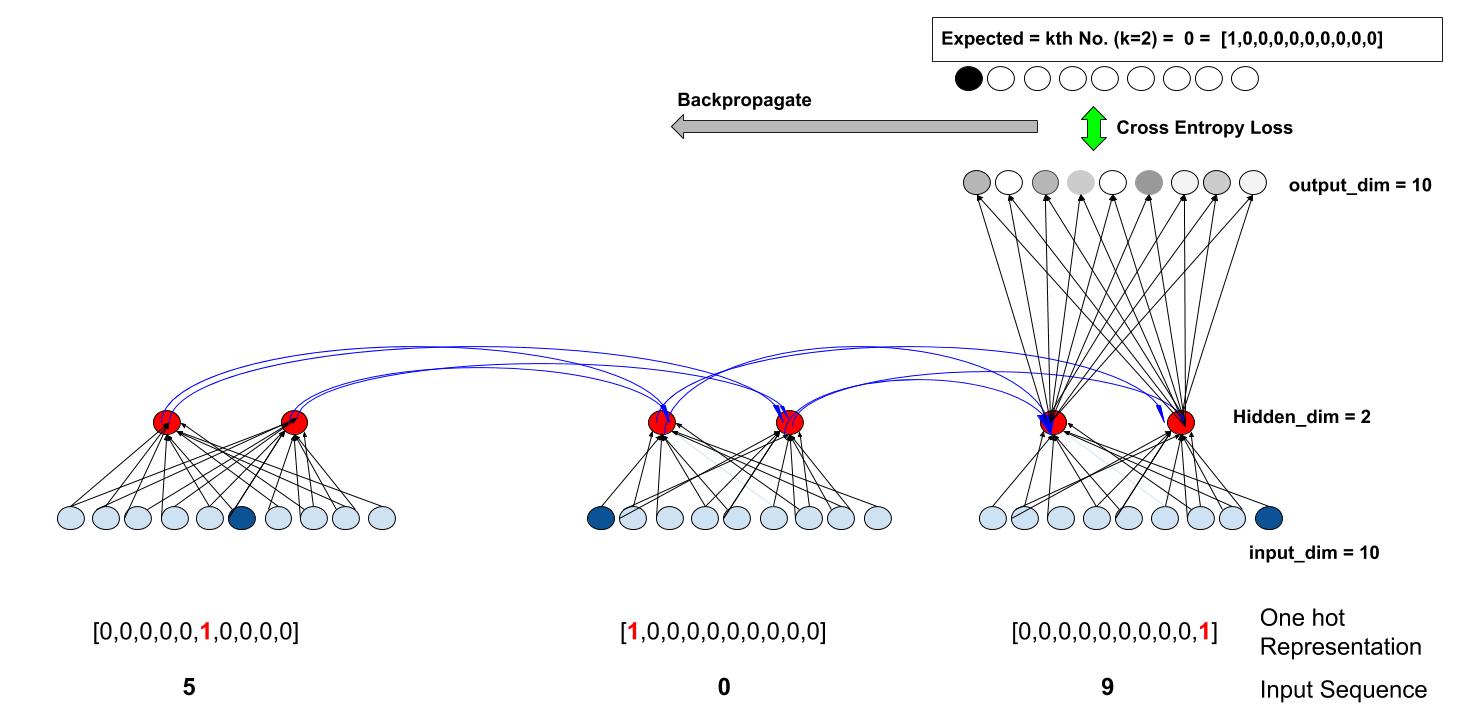 Expected = kth No. (k=2) = 0 = [1,0,0,0,0,0,0,0,0,0]
Backpropagate
Cross Entropy Loss
output_dim = 10
Hidden_dim = 2
input_dim = 10
[0,0,0,0,0,1,0,0,0,0]
[1,0,0,0,0,0,0,0,0,0]
[0,0,0,0,0,0,0,0,0,1]
One hot
Representation
5
0
9
Input Sequence